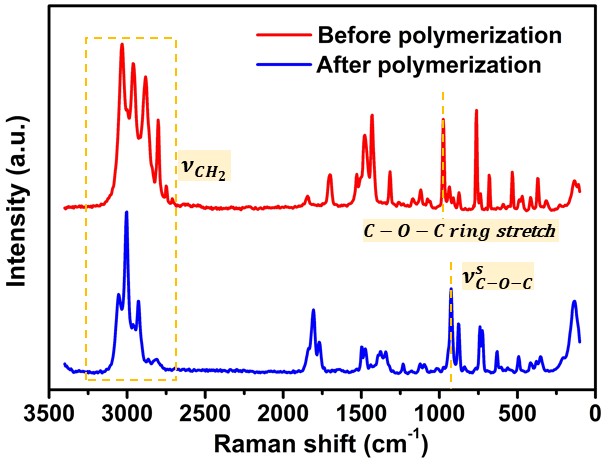 Before polymerization
After polymerization
ν_CH₂
C − O − C ring stretch
ν^s_C−O−C
Intensity (a.u.)
3500 3000 2500 2000 1500 1000 500 0
Raman shift (cm⁻¹)